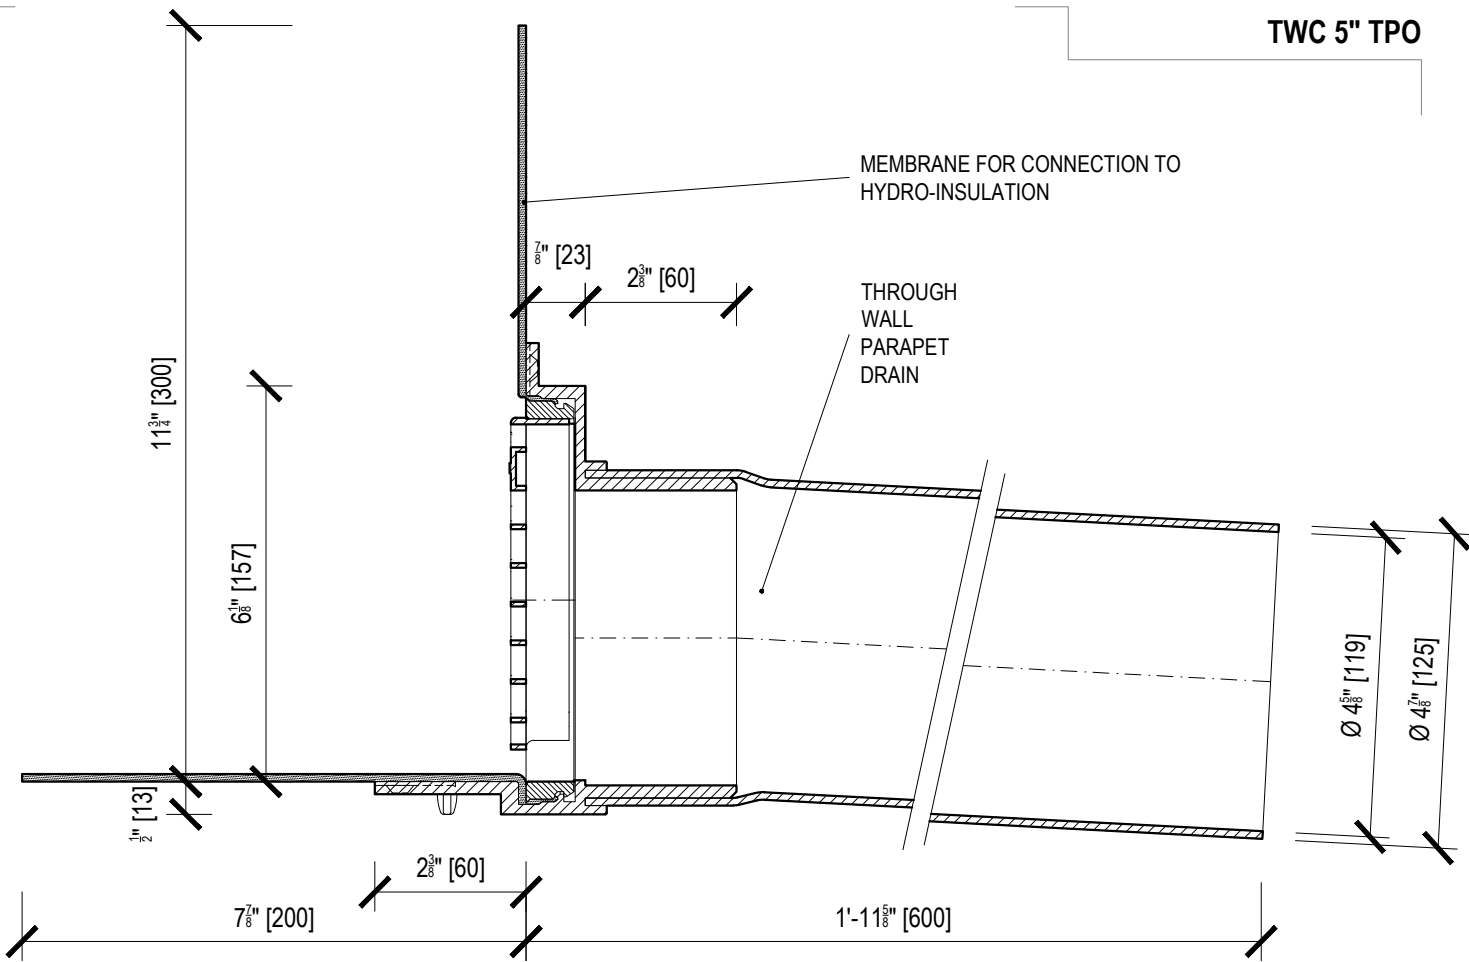 TWC 5" TPO
MEMBRANE FOR CONNECTION TO
HYDRO-INSULATION
7/8" [23]
2 3/8" [60]
THROUGH
WALL
PARAPET
DRAIN
11 3/4" [300]
6 1/8" [157]
1/2" [13]
Ø 4 5/8" [119]
Ø 4 7/8" [125]
2 3/8" [60]
7 7/8" [200]
1'-11 5/8" [600]